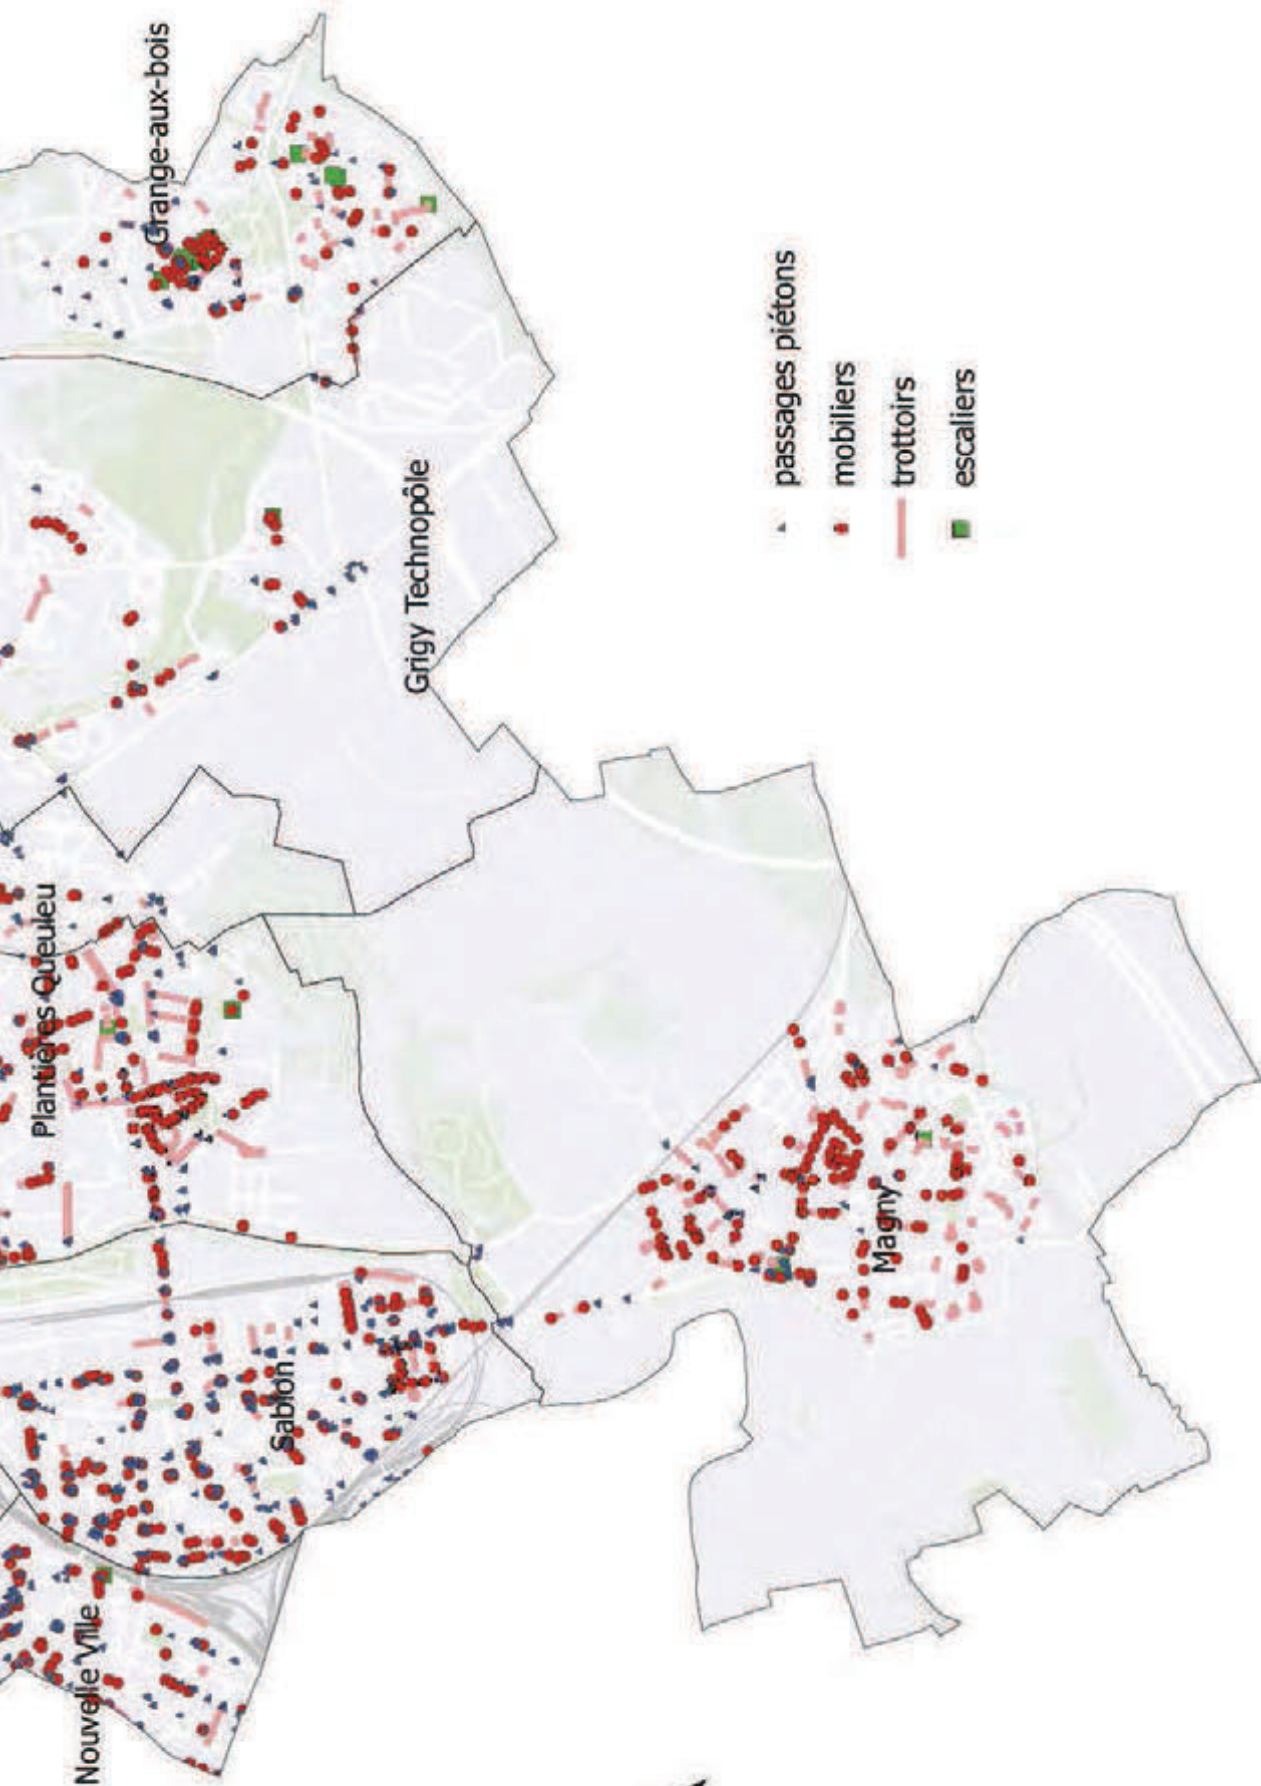 Nouvelle Ville
Plantières Queuleu
Grange-aux-bois
Sablon
Grigy Technopôle
Magny
passages piétons
mobiliers
trottoirs
escaliers